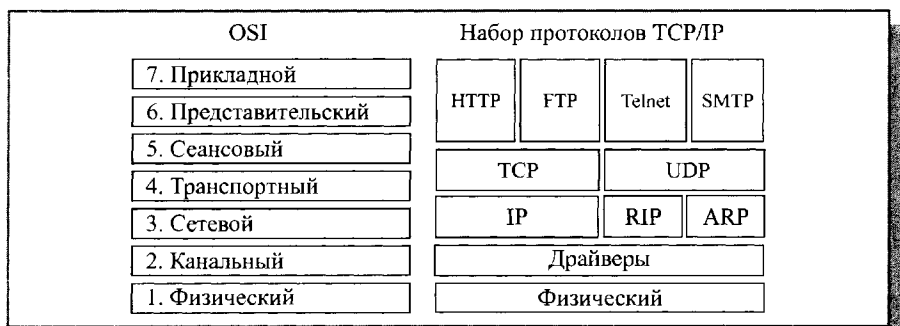 OSI
Набор протоколов TCP/IP
7. Прикладной
6. Представительский
5. Сеансовый
4. Транспортный
3. Сетевой
2. Канальный
1. Физический
HTTP FTP Telnet SMTP
TCP UDP
IP RIP ARP
Драйверы
Физический